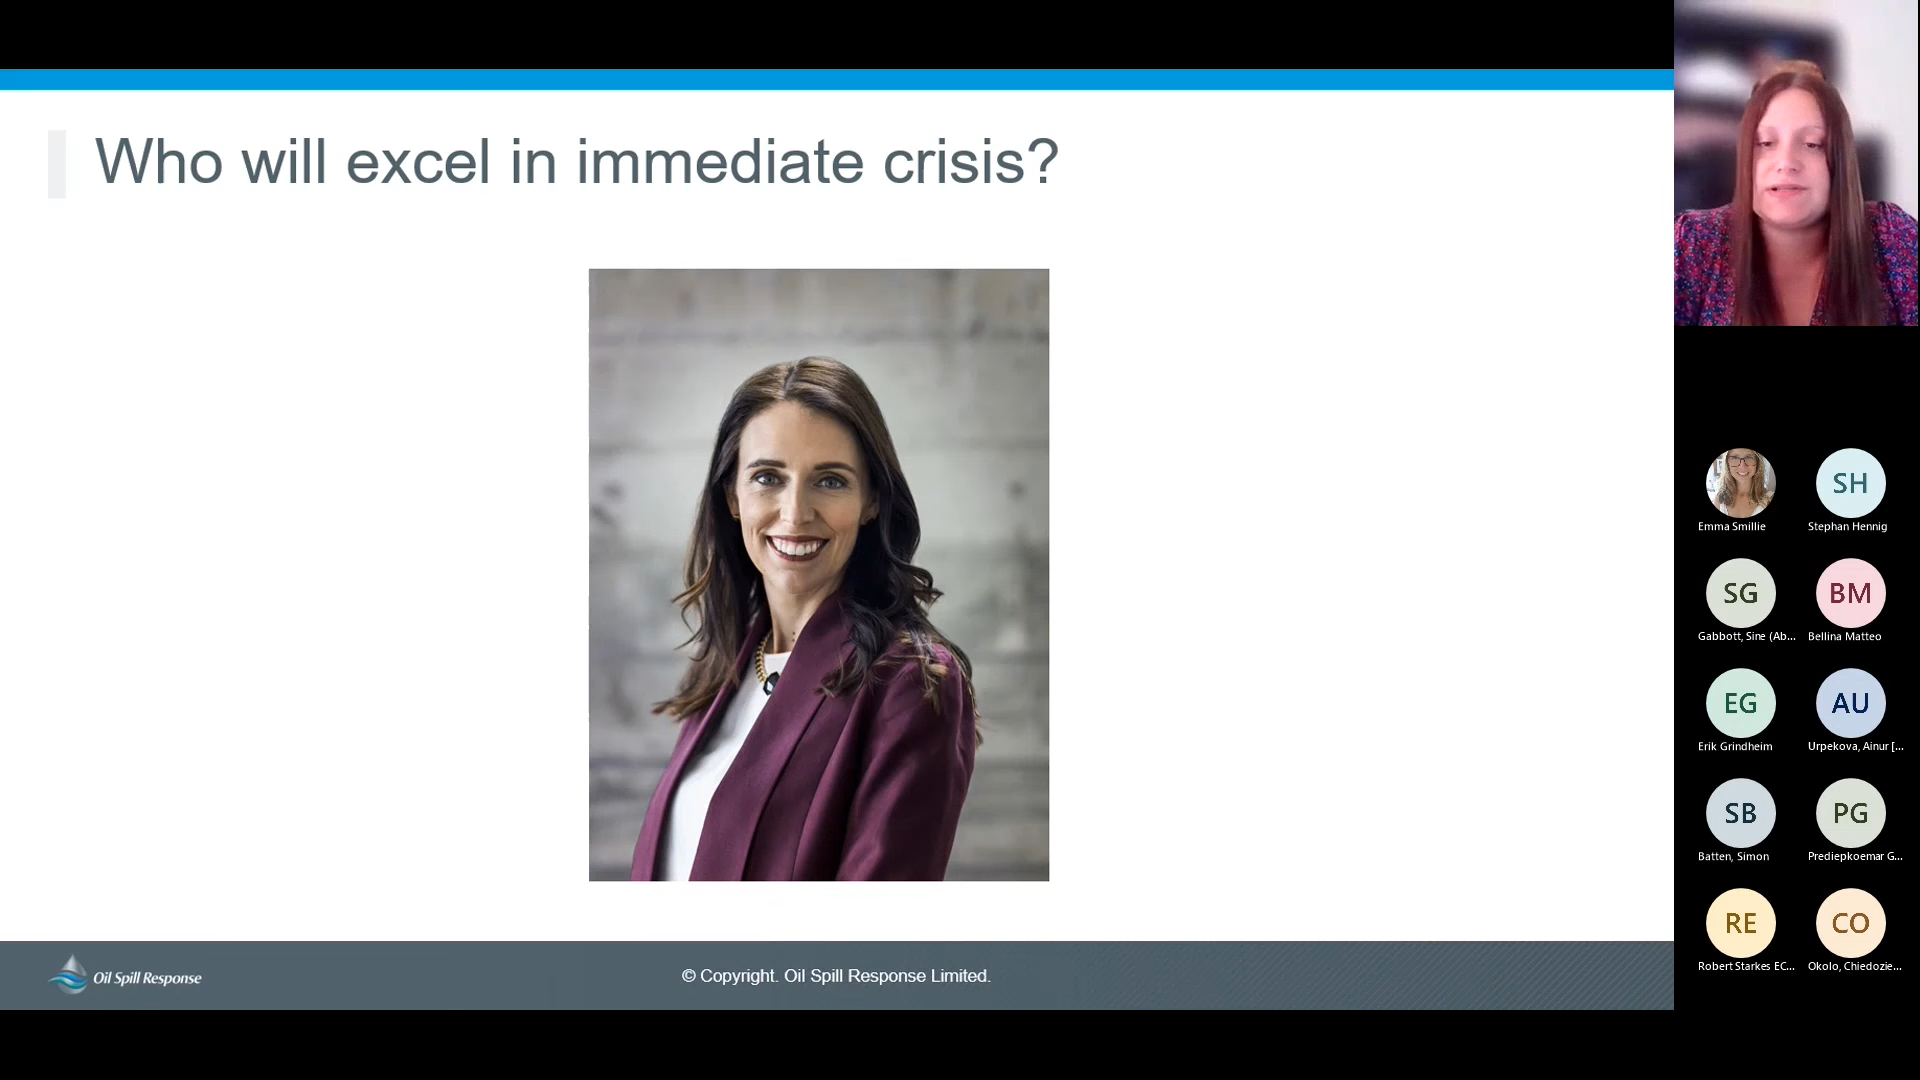 Who will excel in immediate crisis?
Oil Spill Response
© Copyright. Oil Spill Response Limited.
SH
Emma Smillie
Stephan Hennig
SG
BM
Gabbott, Sine (Ab...
Bellina Matteo
EG
AU
Erik Grindheim
Urpekova, Ainur [...
SB
PG
Batten, Simon
Prediepkoemar G...
RE
CO
Robert Starkes EC...
Okolo, Chiedozie...